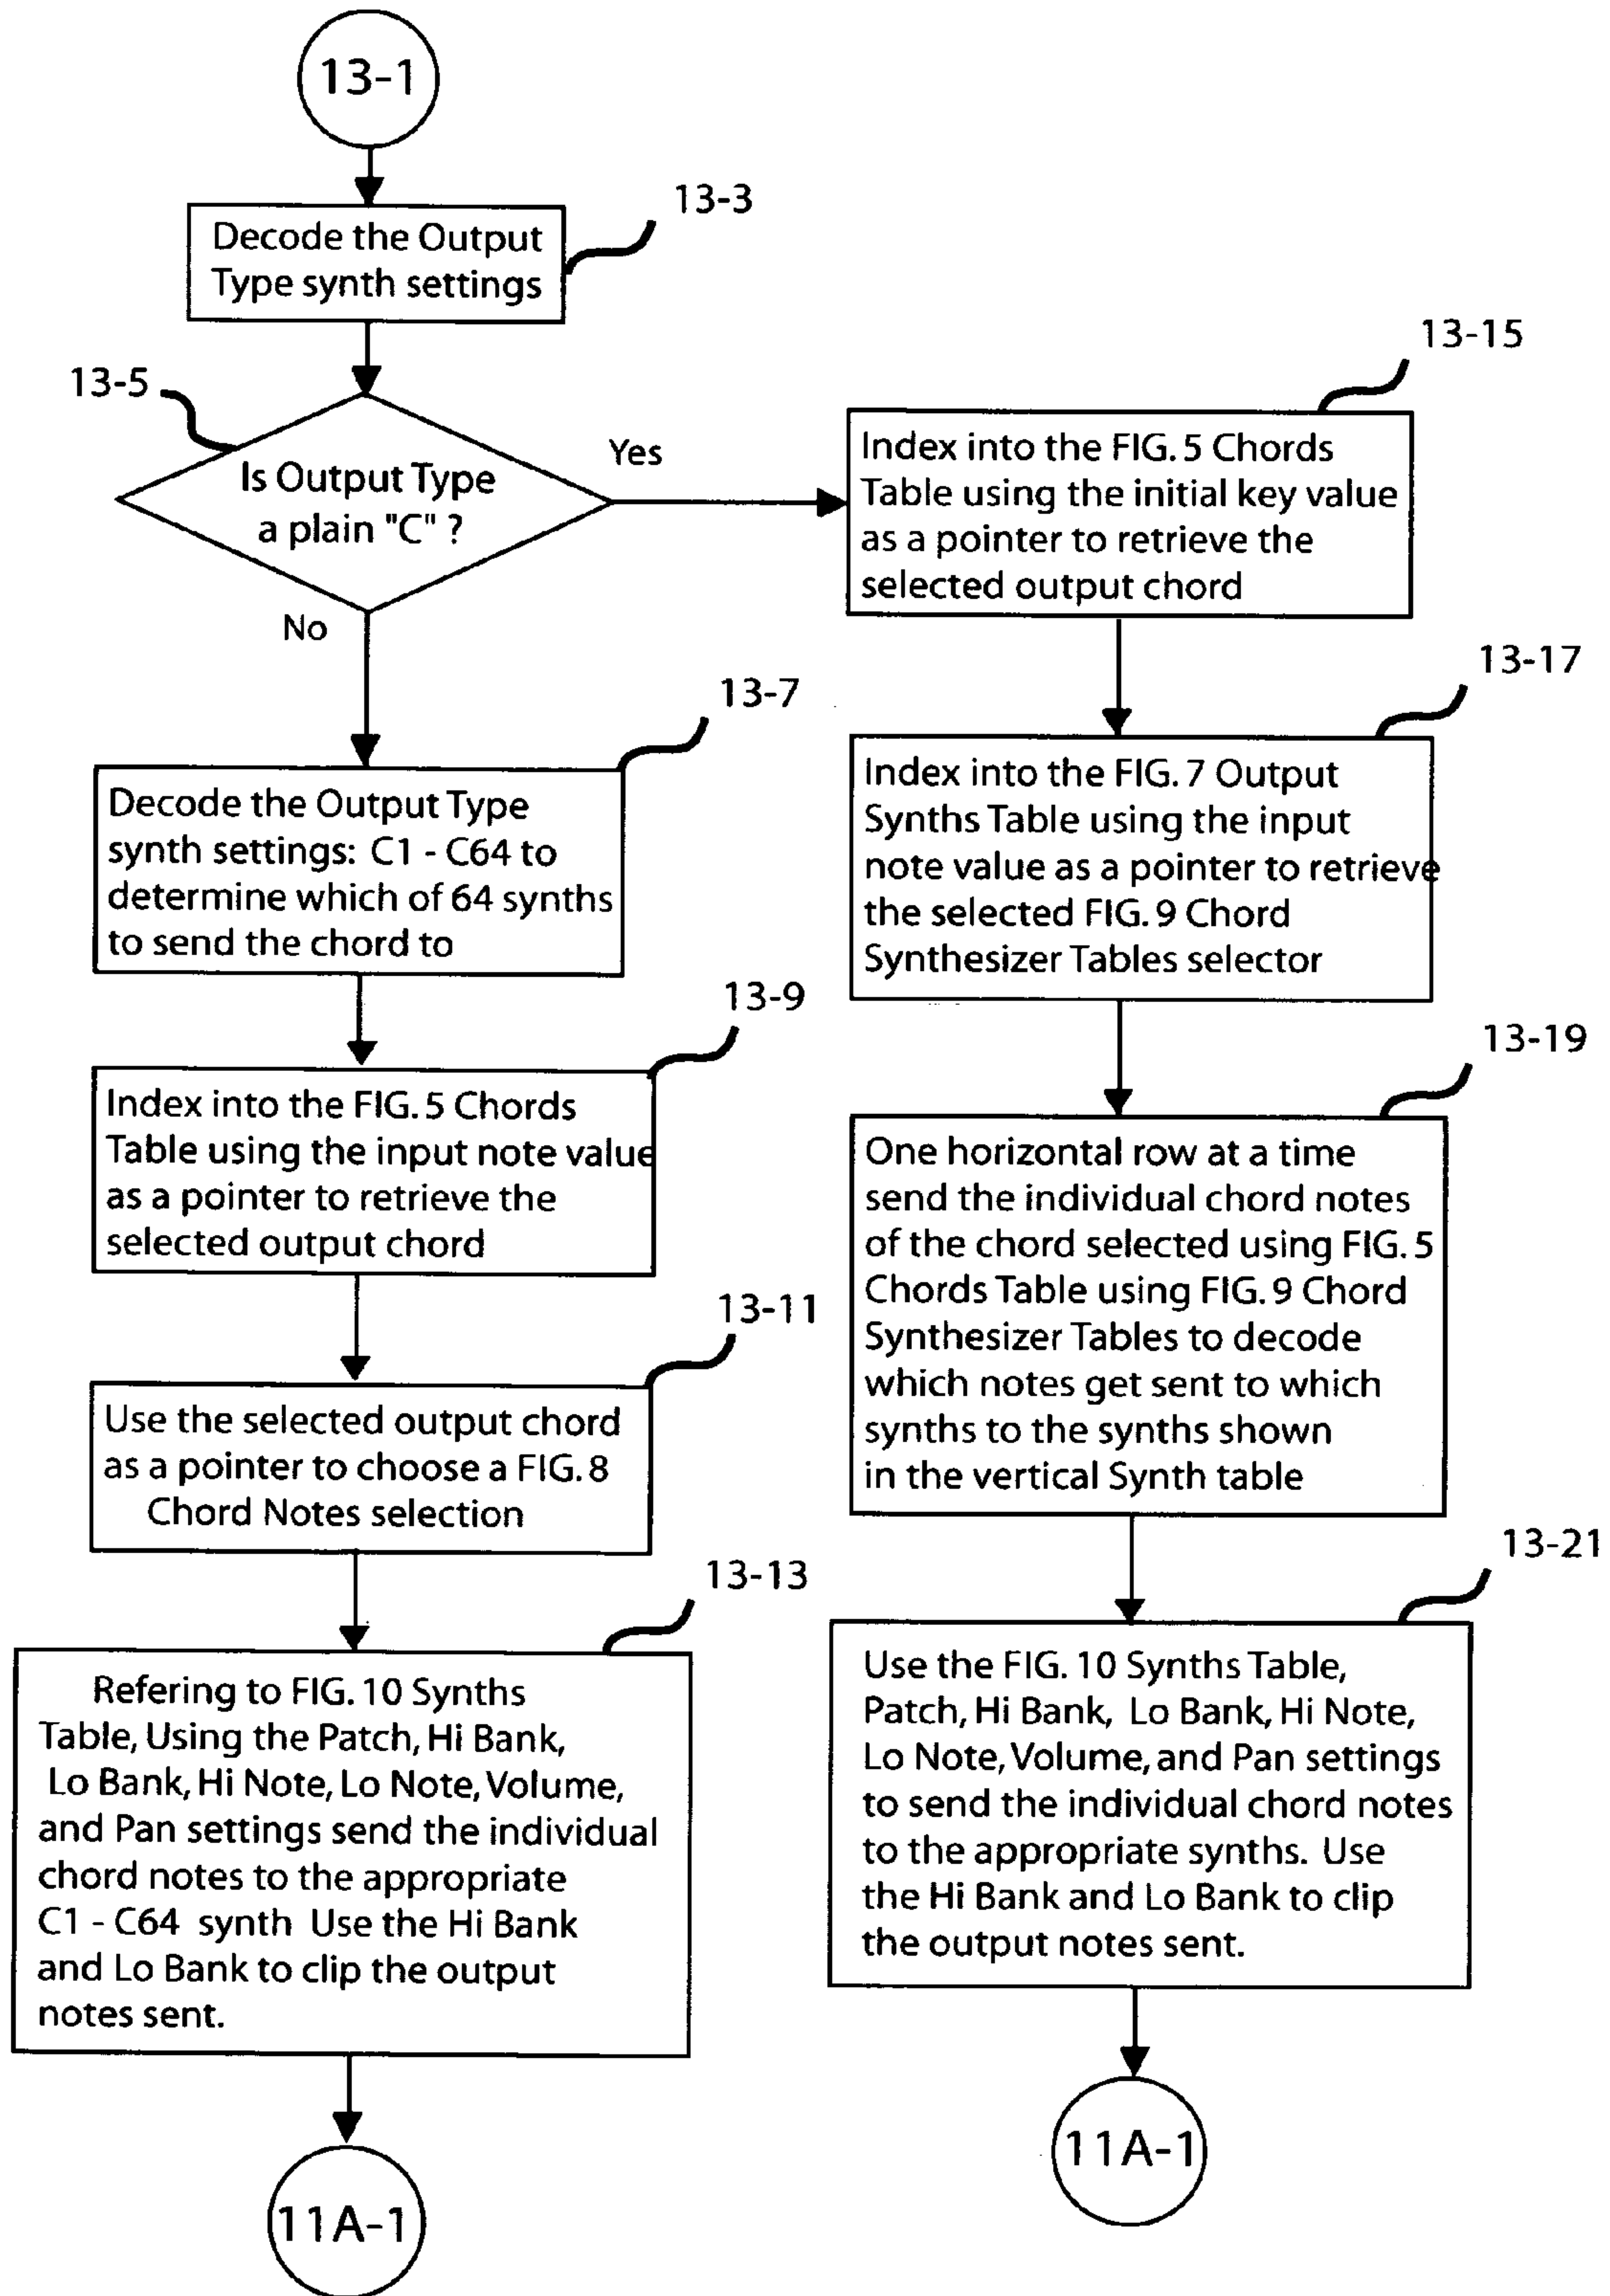 13-1
13-3
Decode the Output
Type synth settings
13-5
Is Output Type
a plain "C" ?
Yes
No
13-7
Decode the Output Type
synth settings: C1 - C64 to
determine which of 64 synths
to send the chord to
13-9
Index into the FIG. 5 Chords
Table using the input note value
as a pointer to retrieve the
selected output chord
13-11
Use the selected output chord
as a pointer to choose a FIG. 8
Chord Notes selection
13-13
Refering to FIG. 10 Synths
Table, Using the Patch, Hi Bank,
Lo Bank, Hi Note, Lo Note, Volume,
and Pan settings send the individual
chord notes to the appropriate
C1 - C64 synth Use the Hi Bank
and Lo Bank to clip the output
notes sent.
11A-1
13-15
Index into the FIG. 5 Chords
Table using the initial key value
as a pointer to retrieve the
selected output chord
13-17
Index into the FIG. 7 Output
Synths Table using the input
note value as a pointer to retrieve
the selected FIG. 9 Chord
Synthesizer Tables selector
13-19
One horizontal row at a time
send the individual chord notes
of the chord selected using FIG. 5
Chords Table using FIG. 9 Chord
Synthesizer Tables to decode
which notes get sent to which
synths to the synths shown
in the vertical Synth table
13-21
Use the FIG. 10 Synths Table,
Patch, Hi Bank, Lo Bank, Hi Note,
Lo Note, Volume, and Pan settings
to send the individual chord notes
to the appropriate synths. Use
the Hi Bank and Lo Bank to clip
the output notes sent.
11A-1